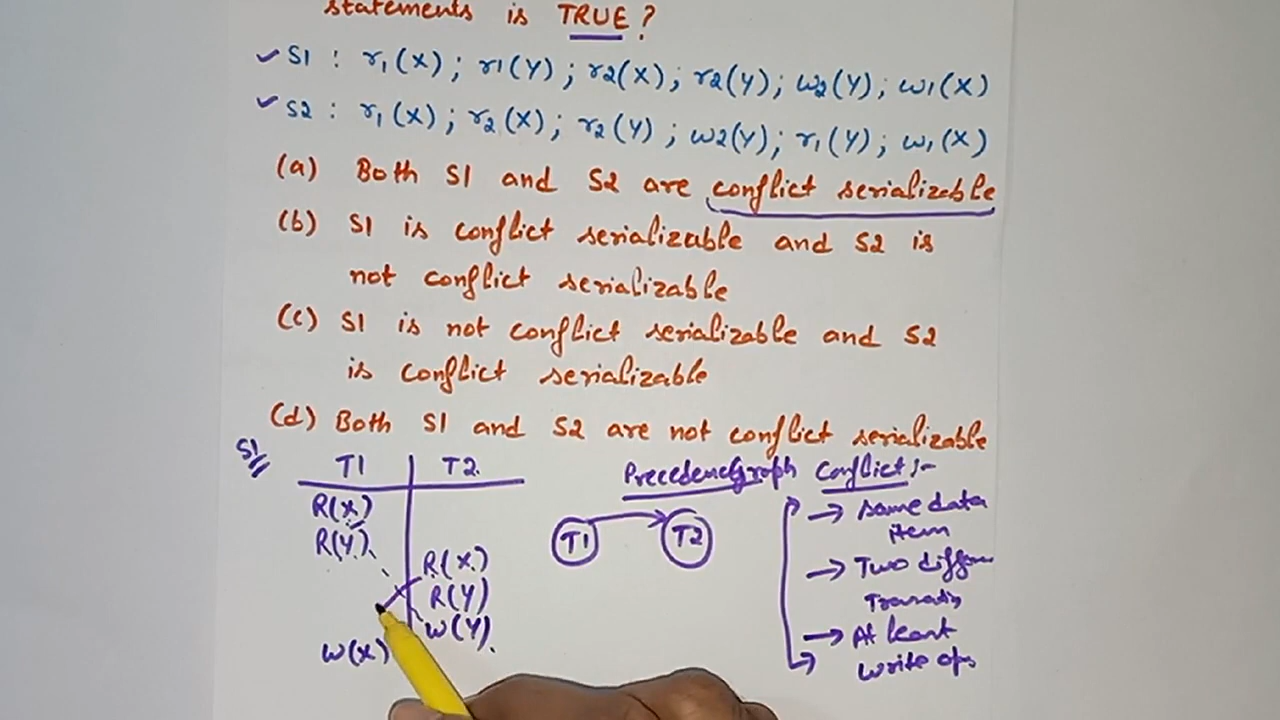 statements is TRUE?
S1 : r1(X); r1(Y); r2(X); r2(Y); w2(Y); w1(X)
S2 : r1(X); r2(X); r2(Y); w2(Y); r1(Y); w1(X)
(a) Both S1 and S2 are conflict serializable
(b) S1 is conflict serializable and S2 is
not conflict serializable
(c) S1 is not conflict serializable and S2
is conflict serializable
(d) Both S1 and S2 are not conflict serializable
S1
T1 T2
R(X)
R(Y)
R(X)
R(Y)
W(Y)
W(X)
Precedence Graph
T1 T2
Conflict :-
→ same data
item
→ Two
→ At least
write ops